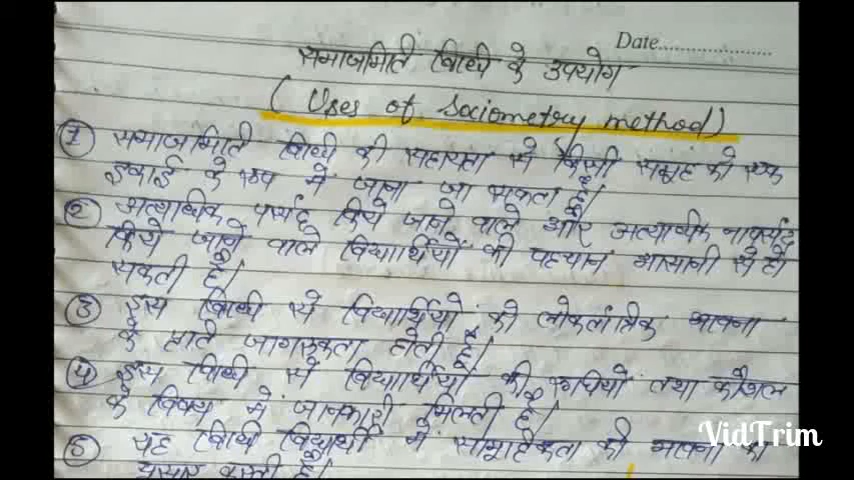 Date....................
समाजमिति विधि के उपयोग
( Uses of Sociometry method)
① समाजमिति विधि की सहायता से किसी समूह को एक
इकाई के रूप में जाना जा सकता है।
② अत्याधिक पसंद किये जाने वाले और अत्याधिक नापसंद
किये जाने वाले विद्यार्थियों की पहचान आसानी से हो
सकती है।
③ इस विधि से विद्यार्थियो को लोकतांत्रिक भावना
के प्रति जागरूकता होती है।
④ इस विधि से विद्यार्थियों की रूचियो तथा कौशल
के विषय में जानकारी मिलती है।
⑤ यह विधि विद्यार्थी में सामूहिकता की भावना का
प्रसार करती है।
VidTrim